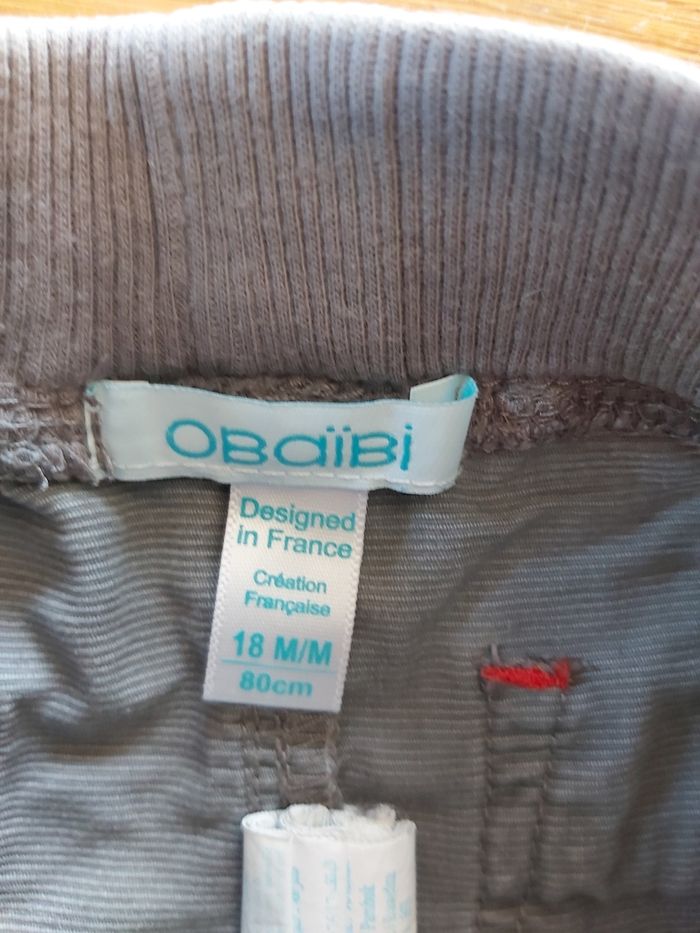 OBaïBi
Designed
in France
Création
Française
18 M/M
80cm